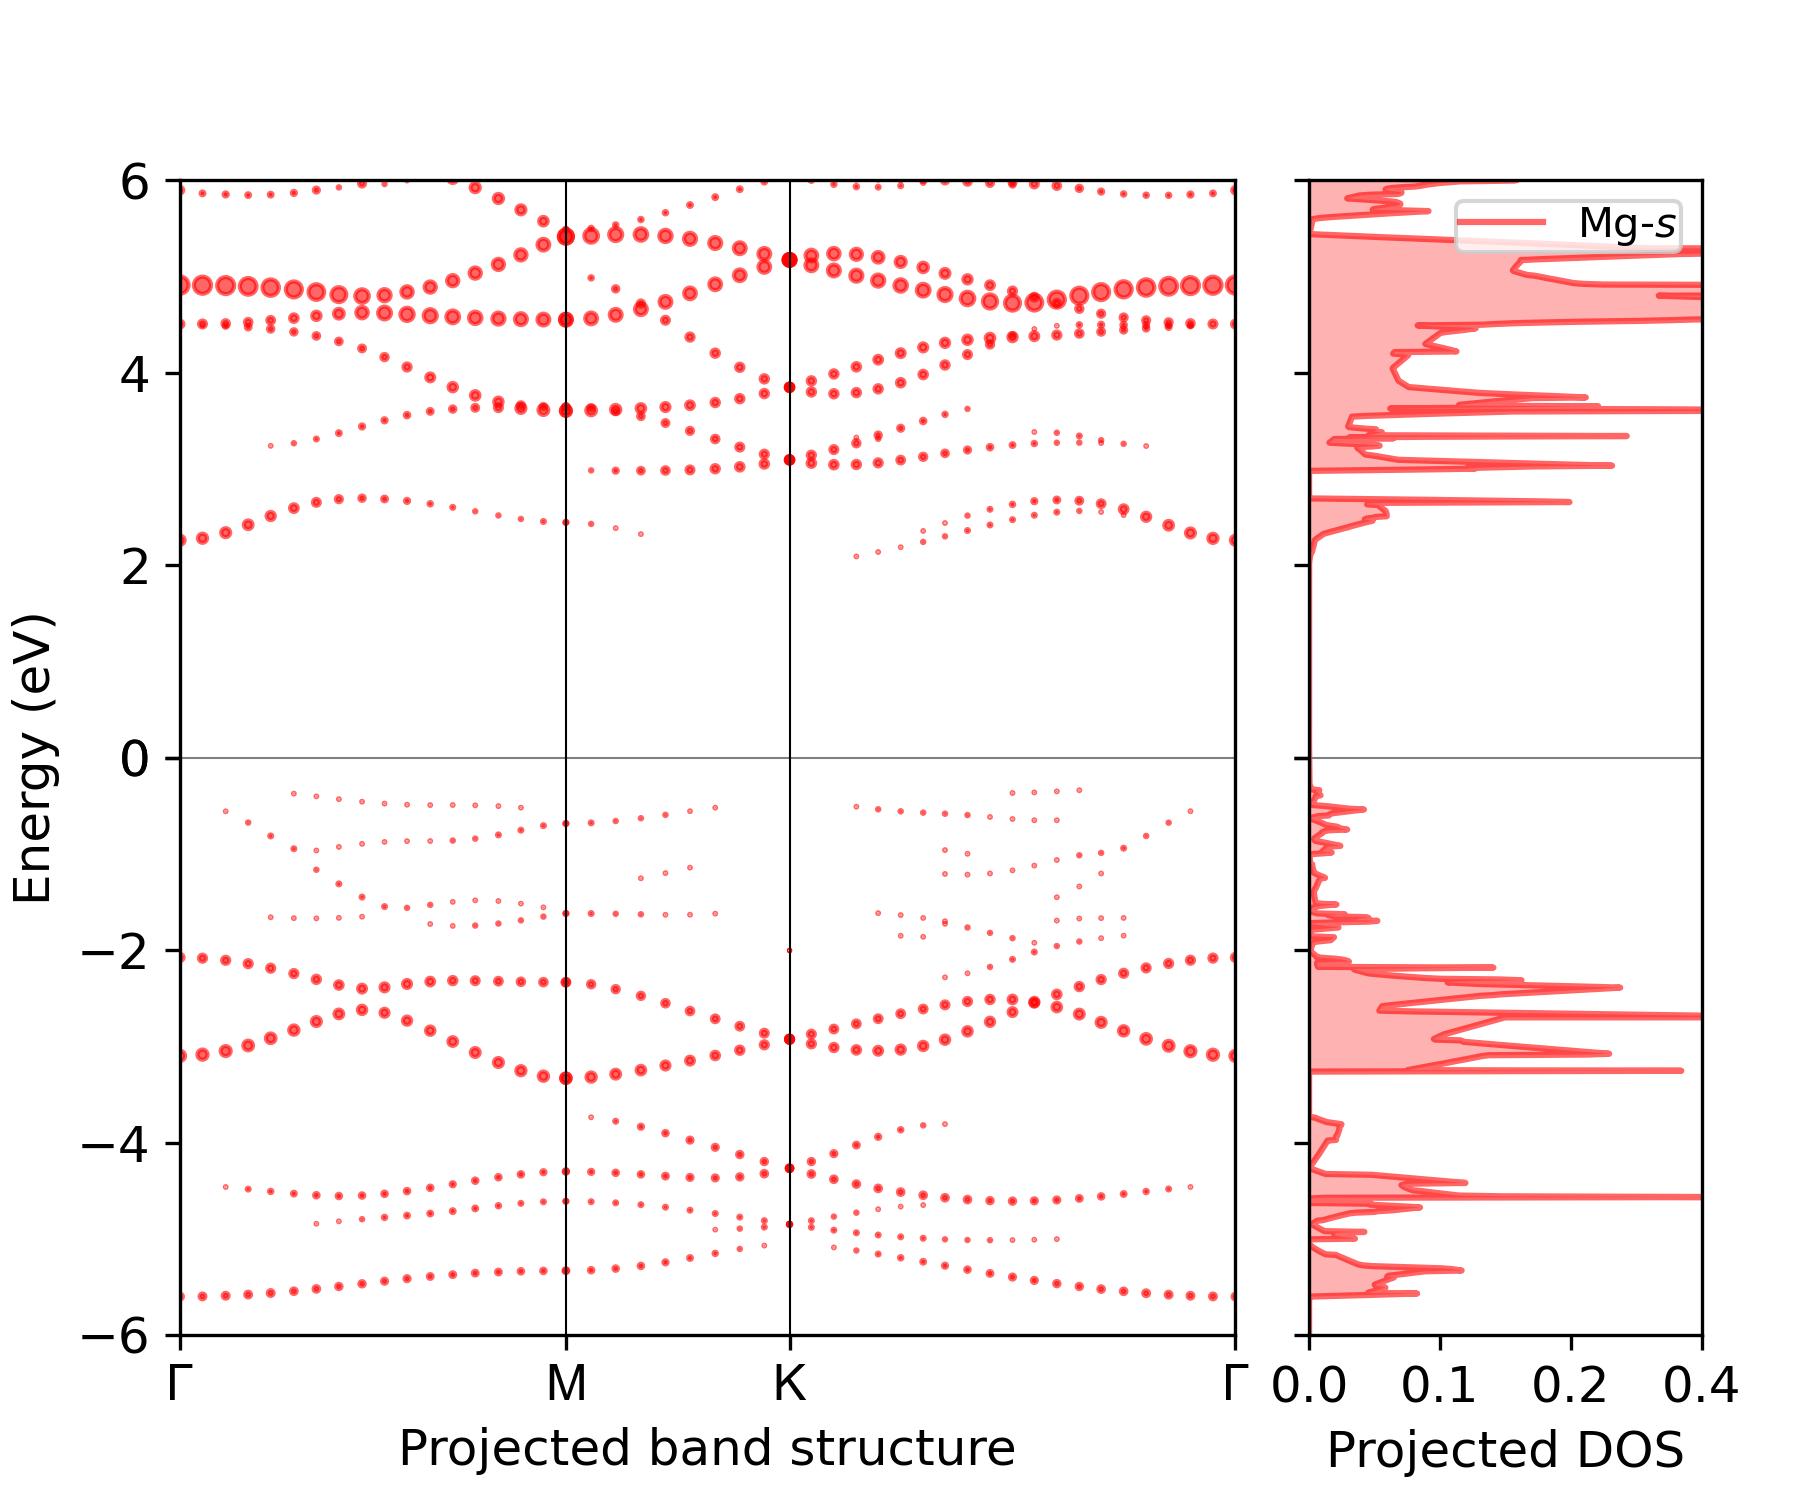 6
4
2
0
−2
−4
−6
Energy (eV)
Γ M K Γ
Projected band structure
Mg-s
0.0 0.1 0.2 0.4
Projected DOS